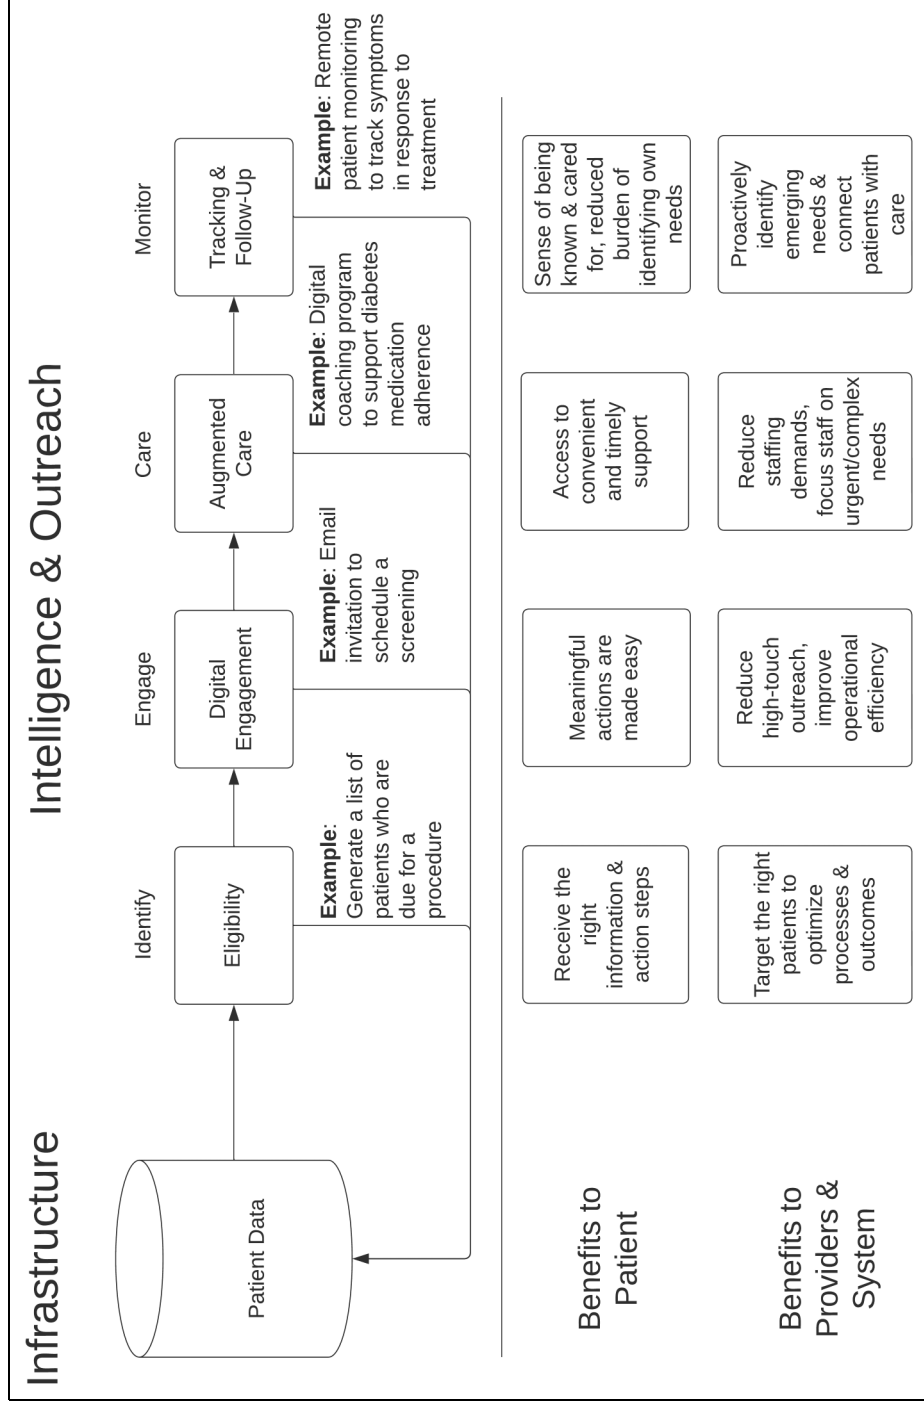 Infrastructure
Intelligence & Outreach
Identify
Engage
Care
Monitor
Patient Data
Eligibility
Digital
Engagement
Augmented
Care
Tracking &
Follow-Up
Example:
Generate a list of
patients who are
due for a
procedure
Example: Email
invitation to
schedule a
screening
Example: Digital
coaching program
to support diabetes
medication
adherence
Example: Remote
patient monitoring
to track symptoms
in response to
treatment
Benefits to
Patient
Receive the
right
information &
action steps
Meaningful
actions are
made easy
Access to
convenient
and timely
support
Sense of being
known & cared
for, reduced
burden of
identifying own
needs
Benefits to
Providers &
System
Target the right
patients to
optimize
processes &
outcomes
Reduce
high-touch
outreach,
improve
operational
efficiency
Reduce
staffing
demands,
focus staff on
urgent/complex
needs
Proactively
identify
emerging
needs &
connect
patients with
care